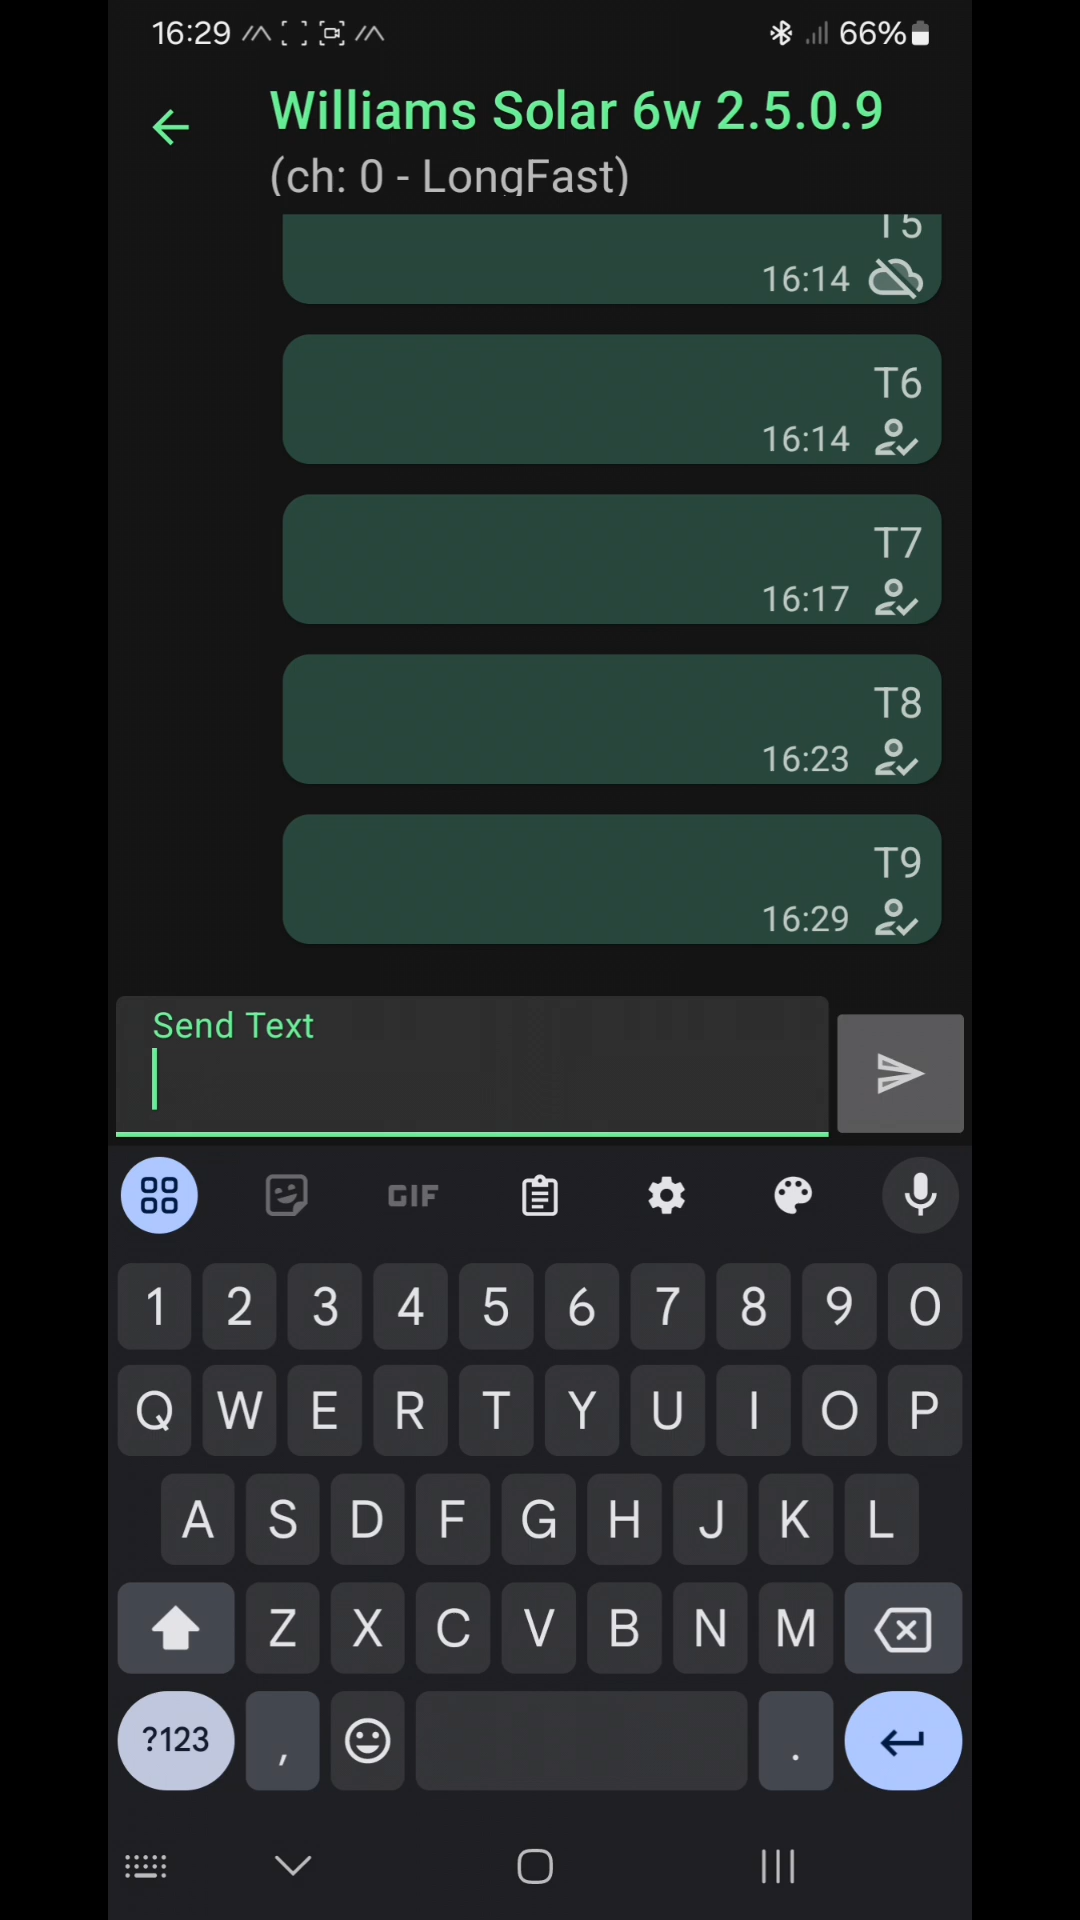 16:29
66%
Williams Solar 6w 2.5.0.9
(ch: 0 - LongFast)
T5
16:14
T6
16:14
T7
16:17
T8
16:23
T9
16:29
Send Text
GIF
1 2 3 4 5 6 7 8 9 0
Q W E R T Y U I O P
A S D F G H J K L
Z X C V B N M
?123 , .